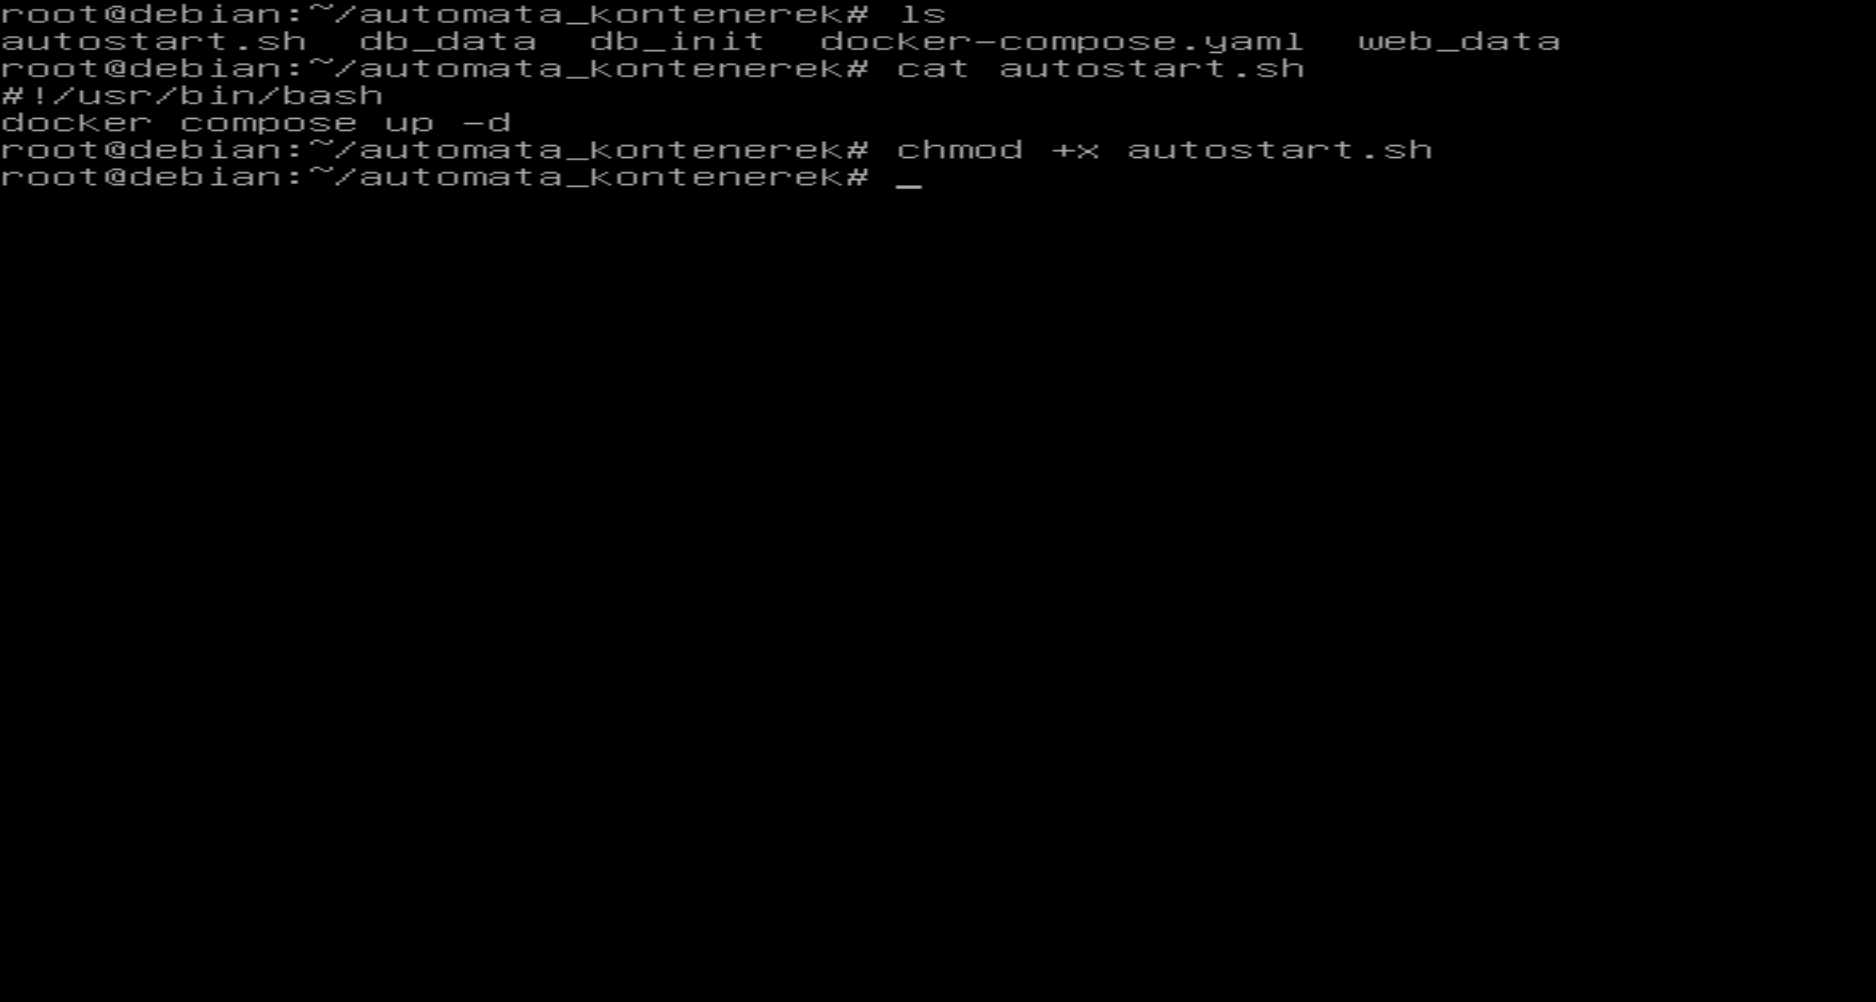 root@debian:~/automata_kontenerek# ls
autostart.sh  db_data  db_init  docker-compose.yaml  web_data
root@debian:~/automata_kontenerek# cat autostart.sh
#!/usr/bin/bash
docker compose up -d
root@debian:~/automata_kontenerek# chmod +x autostart.sh
root@debian:~/automata_kontenerek# _